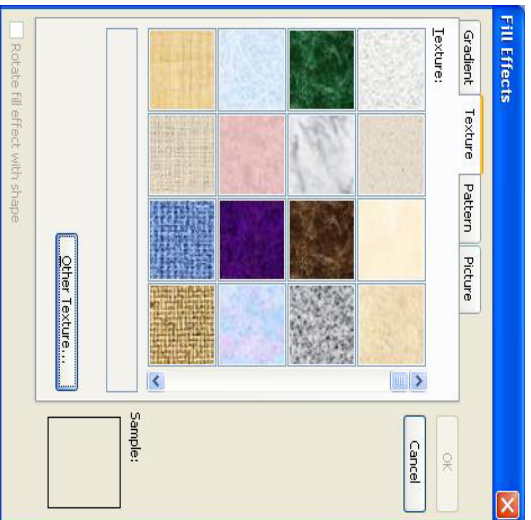 Fill Effects
Gradient Texture Pattern Picture
Texture:
OK
Cancel
Sample:
Other Texture...
Rotate fill effect with shape